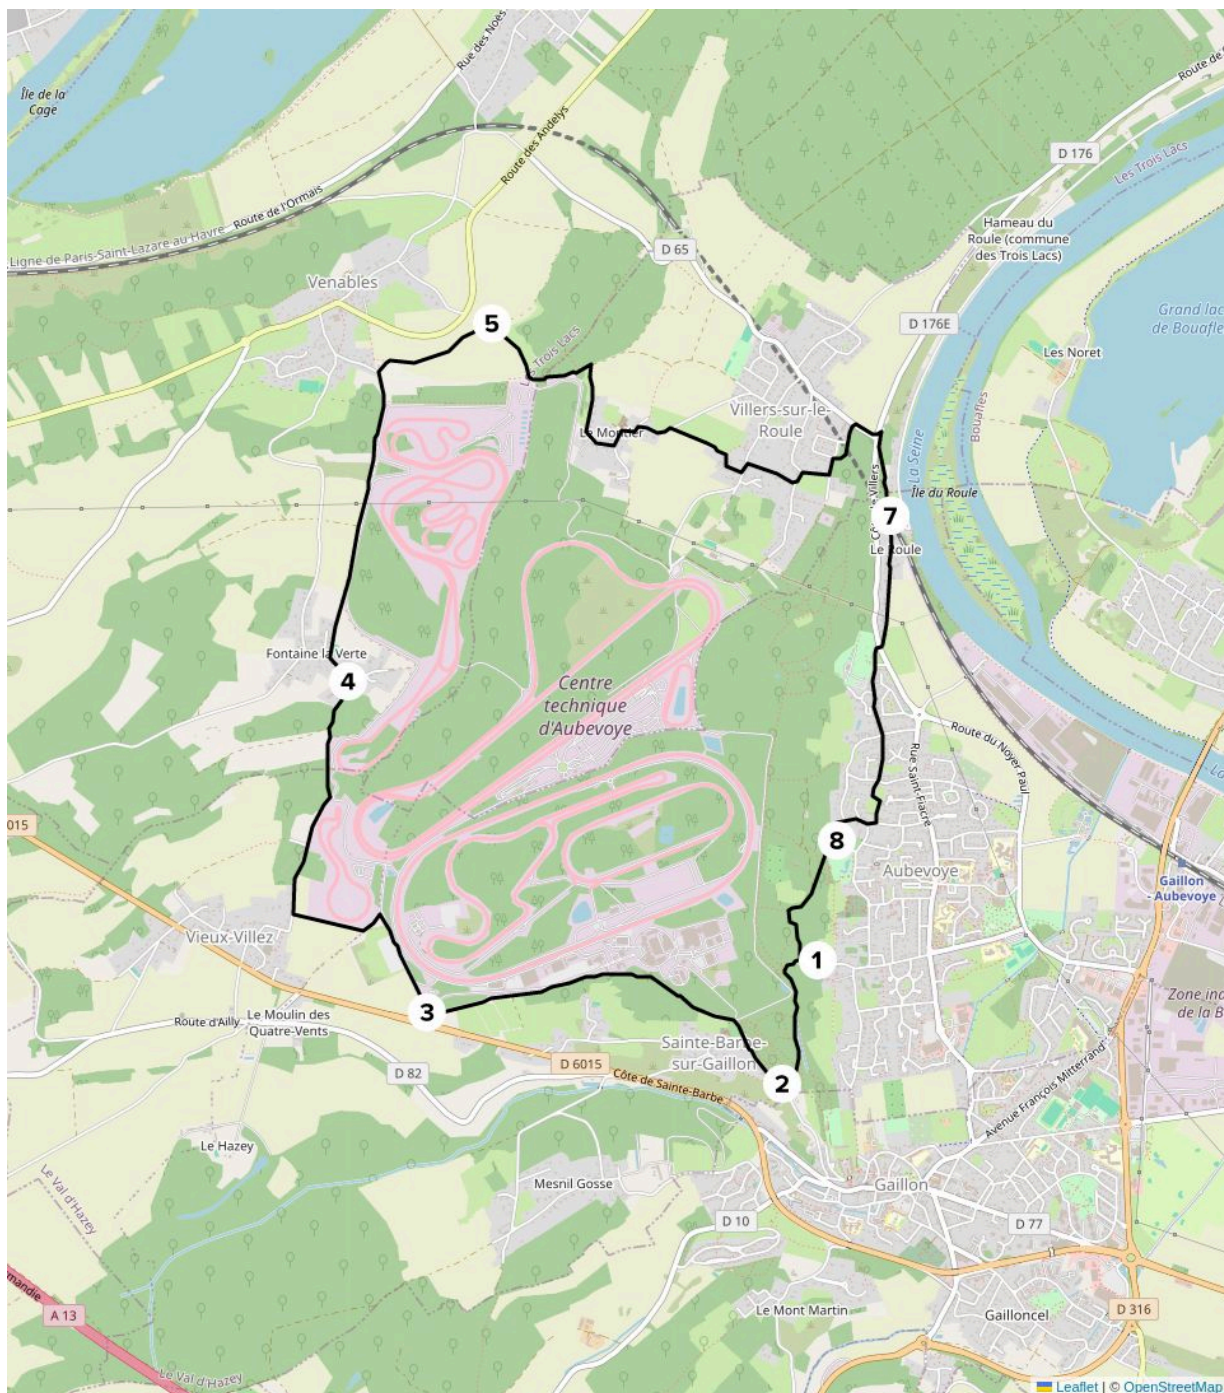 Île de la
Cage
Rue des Noës
Route des Andelys
Route de
D 176
Les Trois Lacs
Route de l'Ormais
Ligne de Paris-Saint-Lazare au Havre
Hameau du
Roule (commune
des Trois Lacs)
D 65
Venables
Grand lac
de Bouafle
D 176E
5
Les Noret
Les Trois Lacs
Villers-sur-le-
Roule
Bouafles
Le Montier
La Seine
Île du Roule
7
Le Roule
Fontaine la Verte
4
Centre
technique
d'Aubevoye
Route du Noyer Paul
Rue Saint-Fiacre
015
8
Aubevoye
Gaillon
- Aubevoye
Vieux-Villez
1
Zone ind
de la B
3
Route d'Ailly
Le Moulin des
Quatre-Vents
Sainte-Barbe-
sur-Gaillon
D 6015
D 82
Côte de Sainte-Barbe
2
Avenue François Mitterrand
Le Hazey
Le Val d'Hazey
Mesnil Gosse
Gaillon
D 10
D 77
mandie
A 13
Le Mont Martin
Gailloncel
D 316
Le Val d'Hazey
Leaflet | © OpenStreetMap